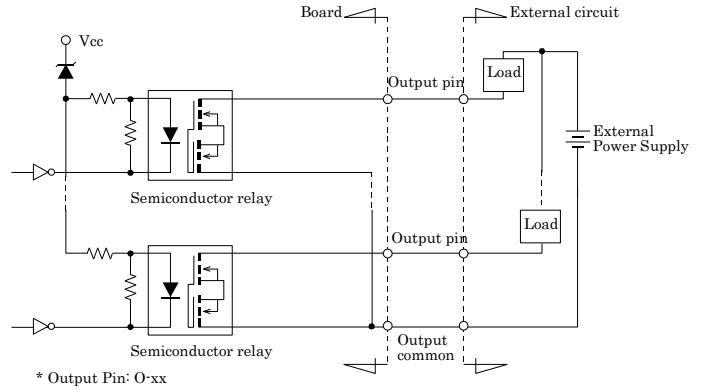 Board
External circuit
Vcc
Output pin
Load
External
Power Supply
Semiconductor relay
Load
Output pin
Output
common
Semiconductor relay
* Output Pin: O-xx